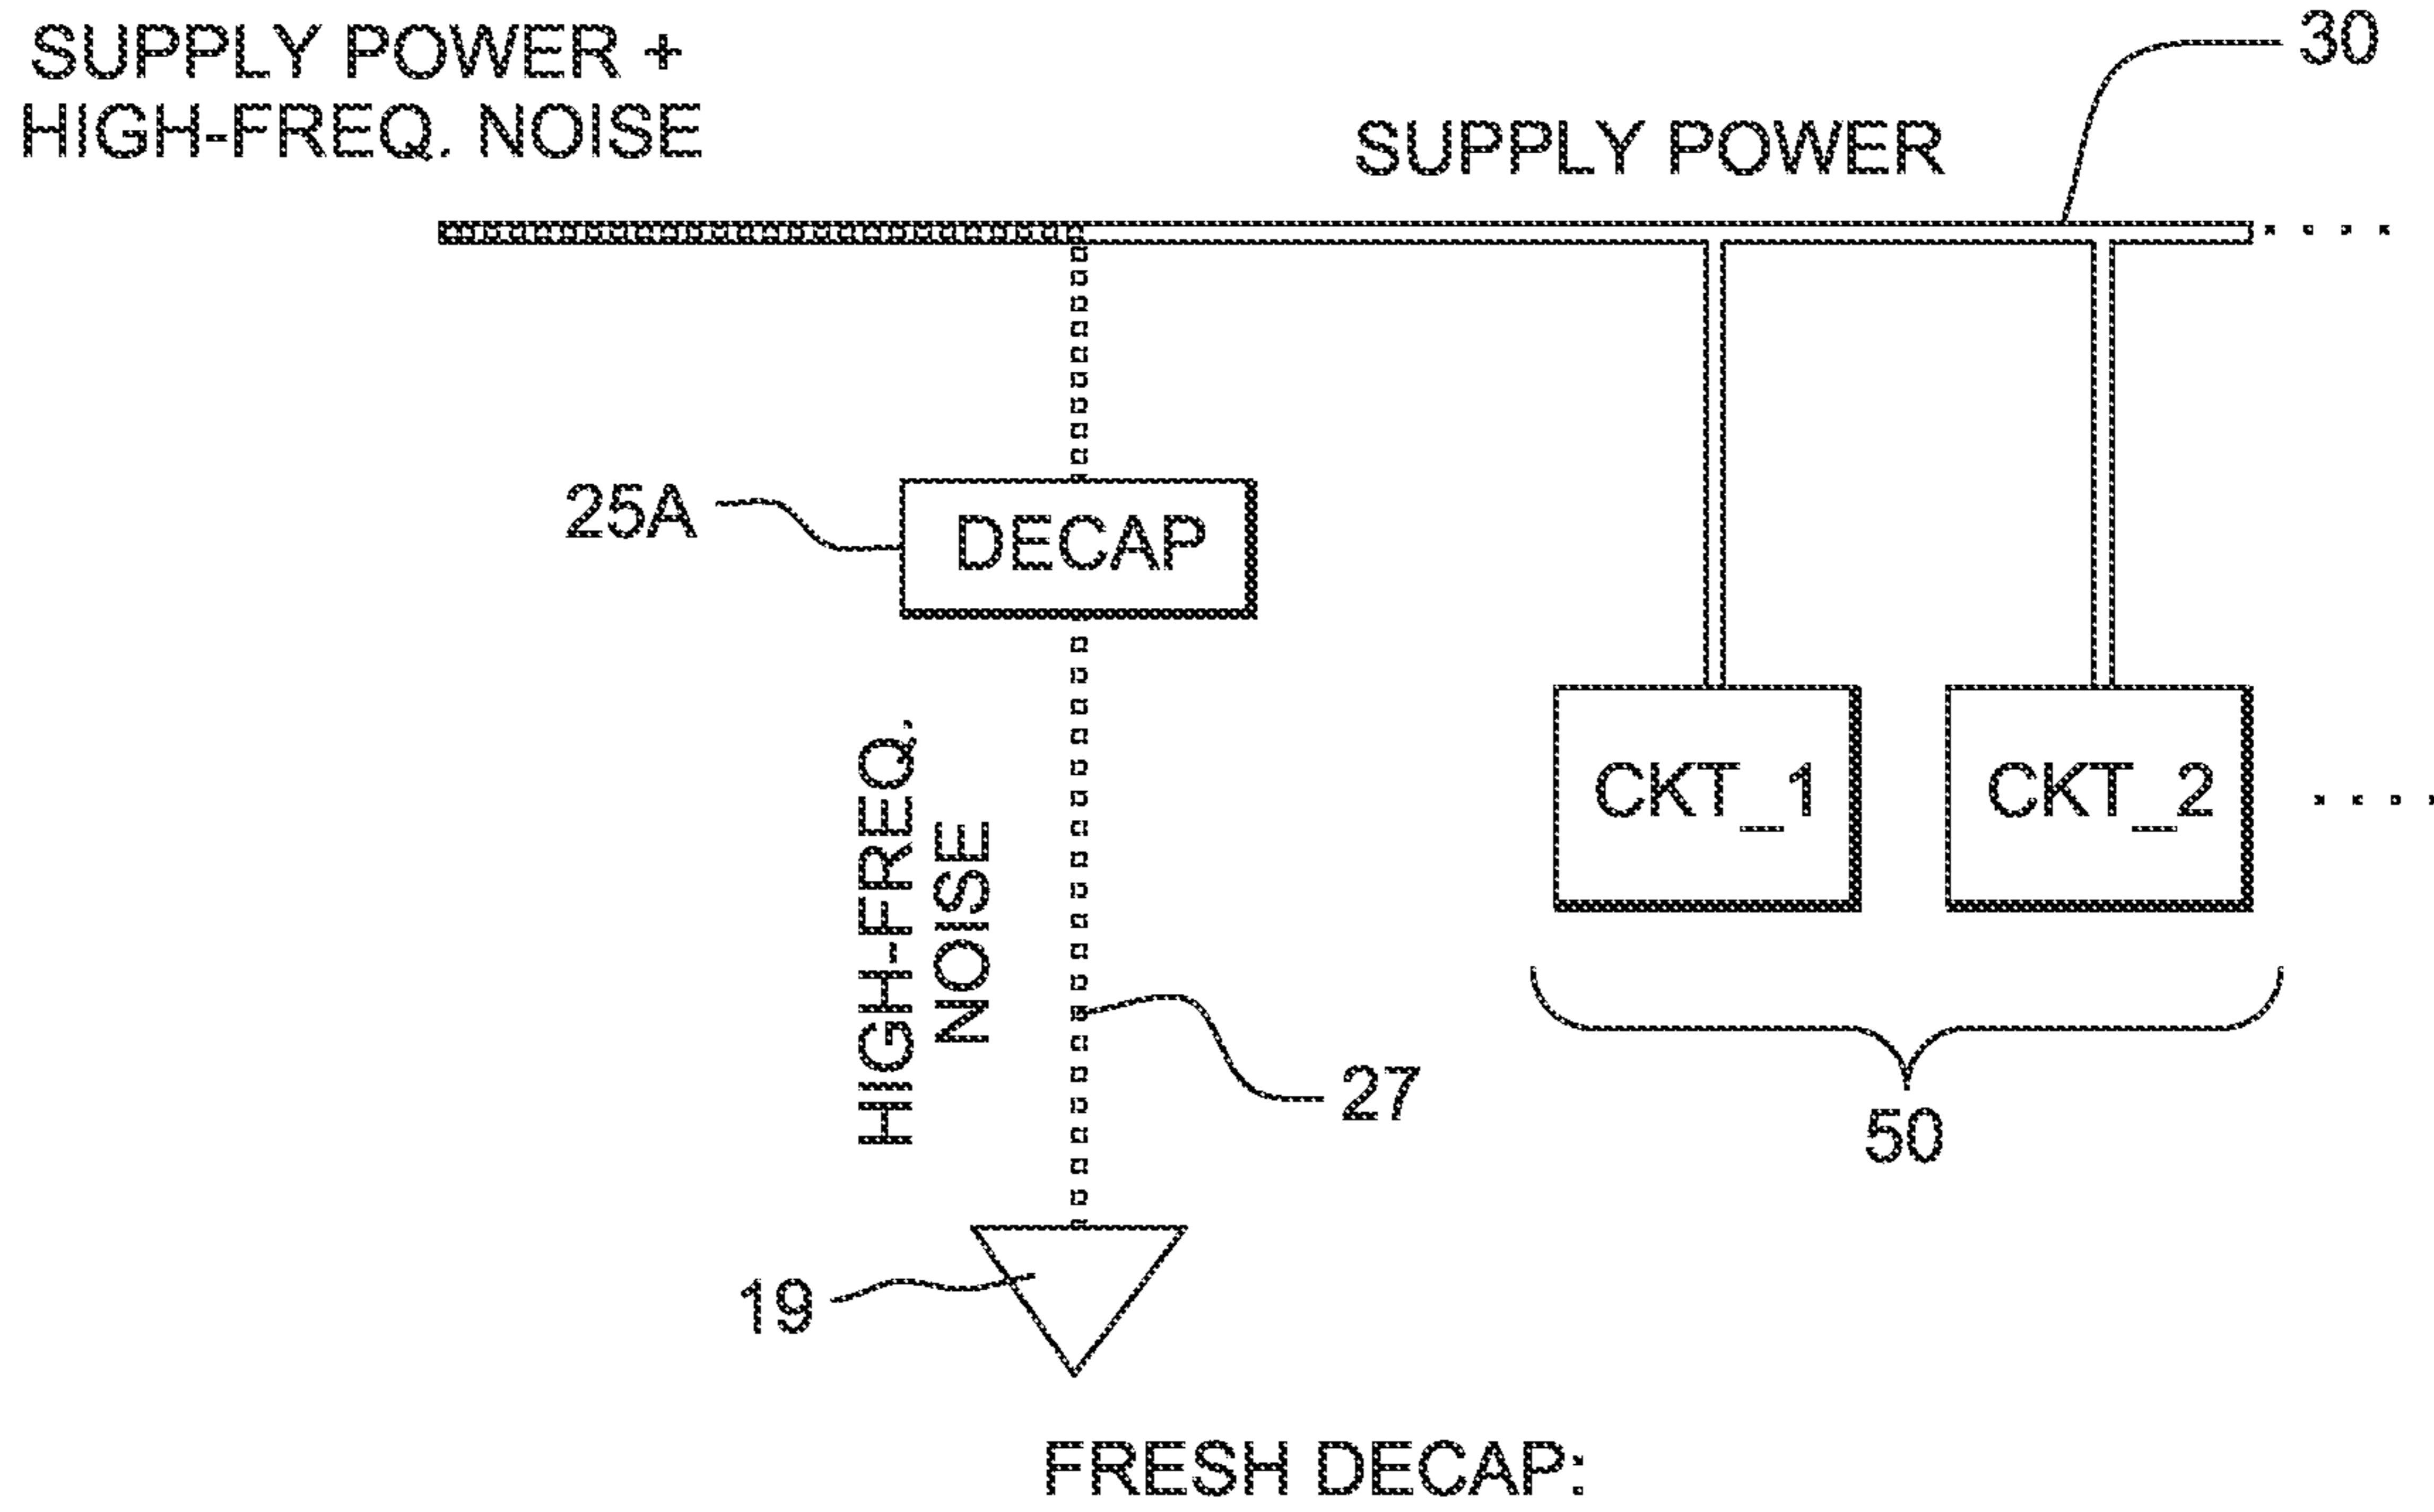 SUPPLY POWER +
HIGH-FREQ. NOISE
30
SUPPLY POWER
25A
DECAP
HIGH-FREQ.
NOISE
CKT_1
CKT_2
27
50
19
FRESH DECAP: